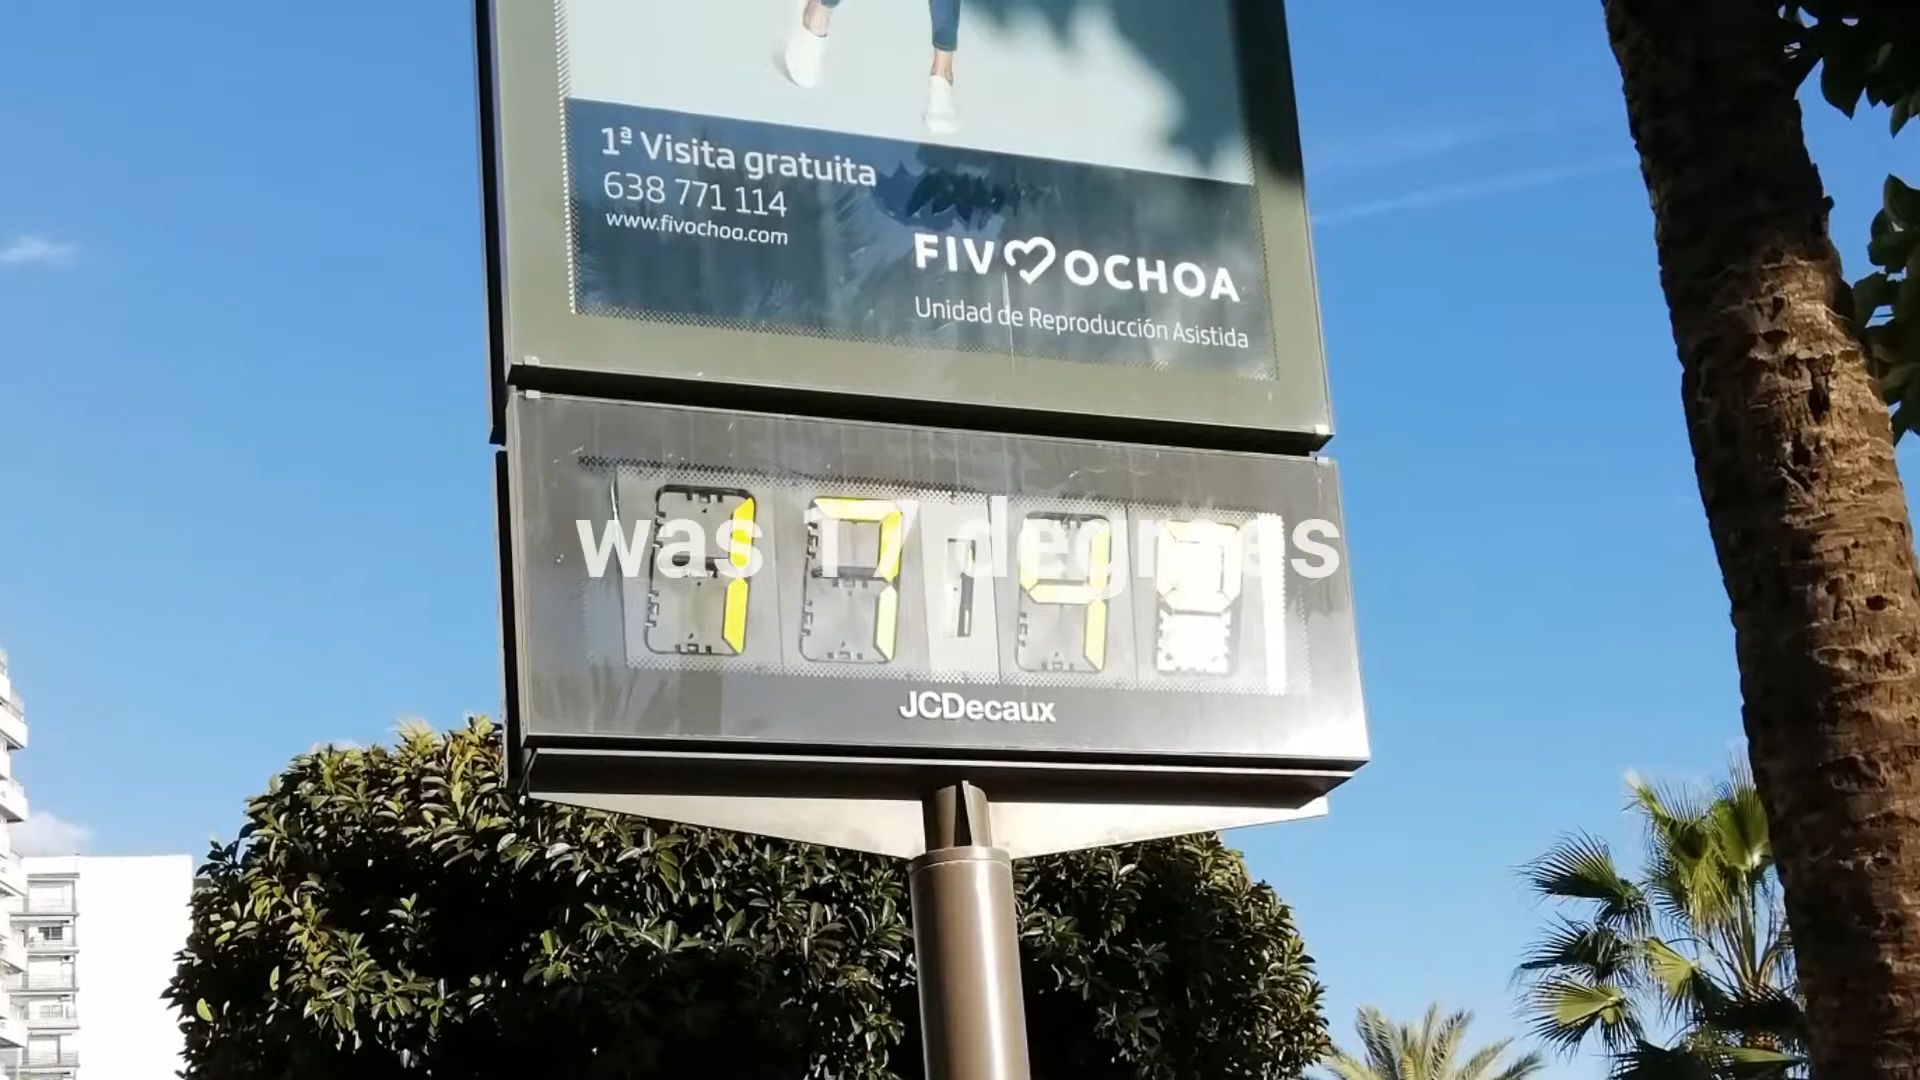 1ª Visita gratuita
638 771 114
www.fivochoa.com
FIV OCHOA
Unidad de Reproducción Asistida
was 17 degrees
JCDecaux